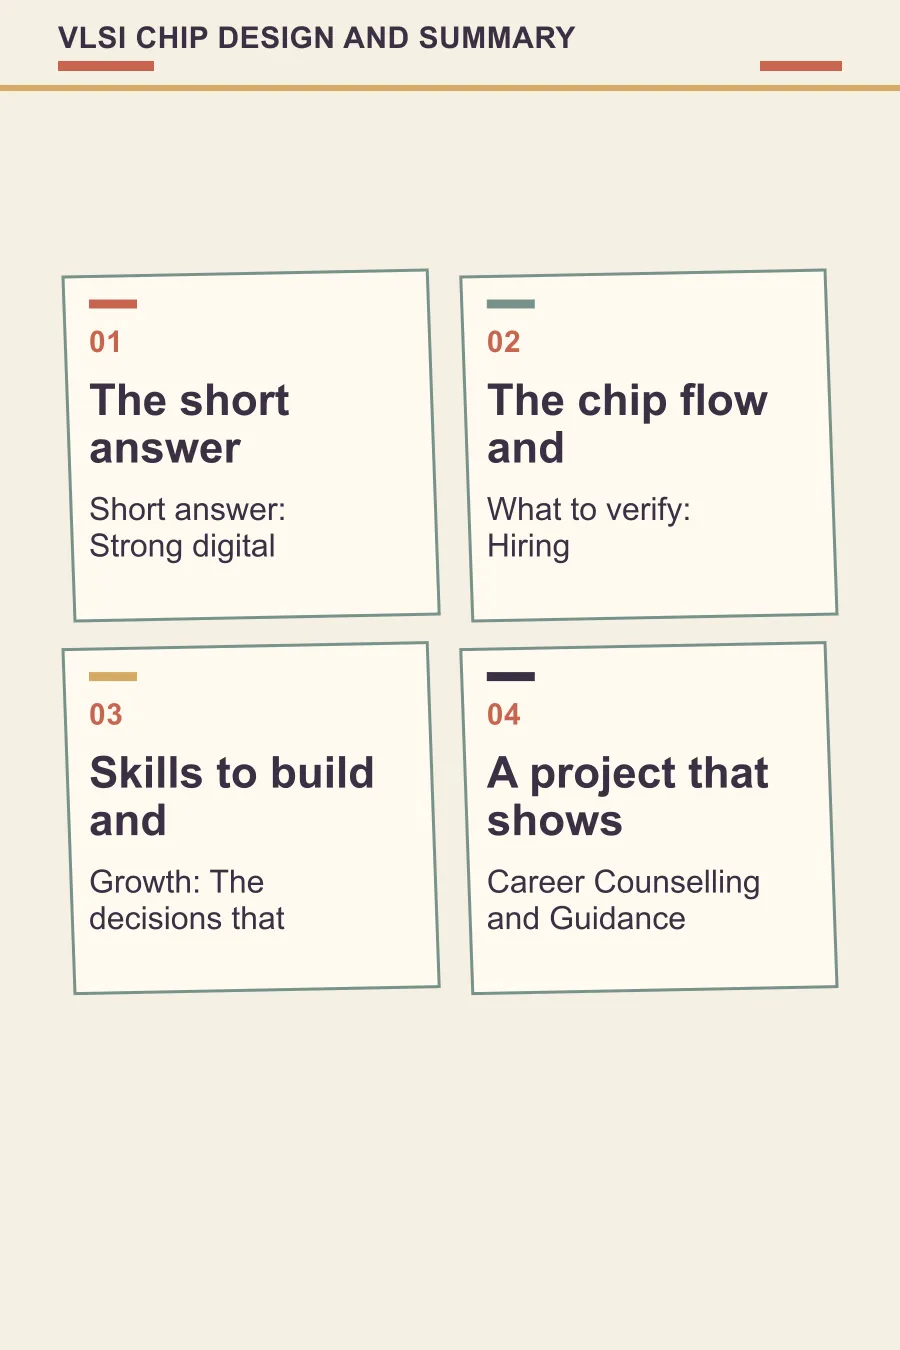 VLSI CHIP DESIGN AND SUMMARY
01
The short
answer
Short answer:
Strong digital
02
The chip flow
and
What to verify:
Hiring
03
Skills to build
and
Growth: The
decisions that
04
A project that
shows
Career Counselling
and Guidance